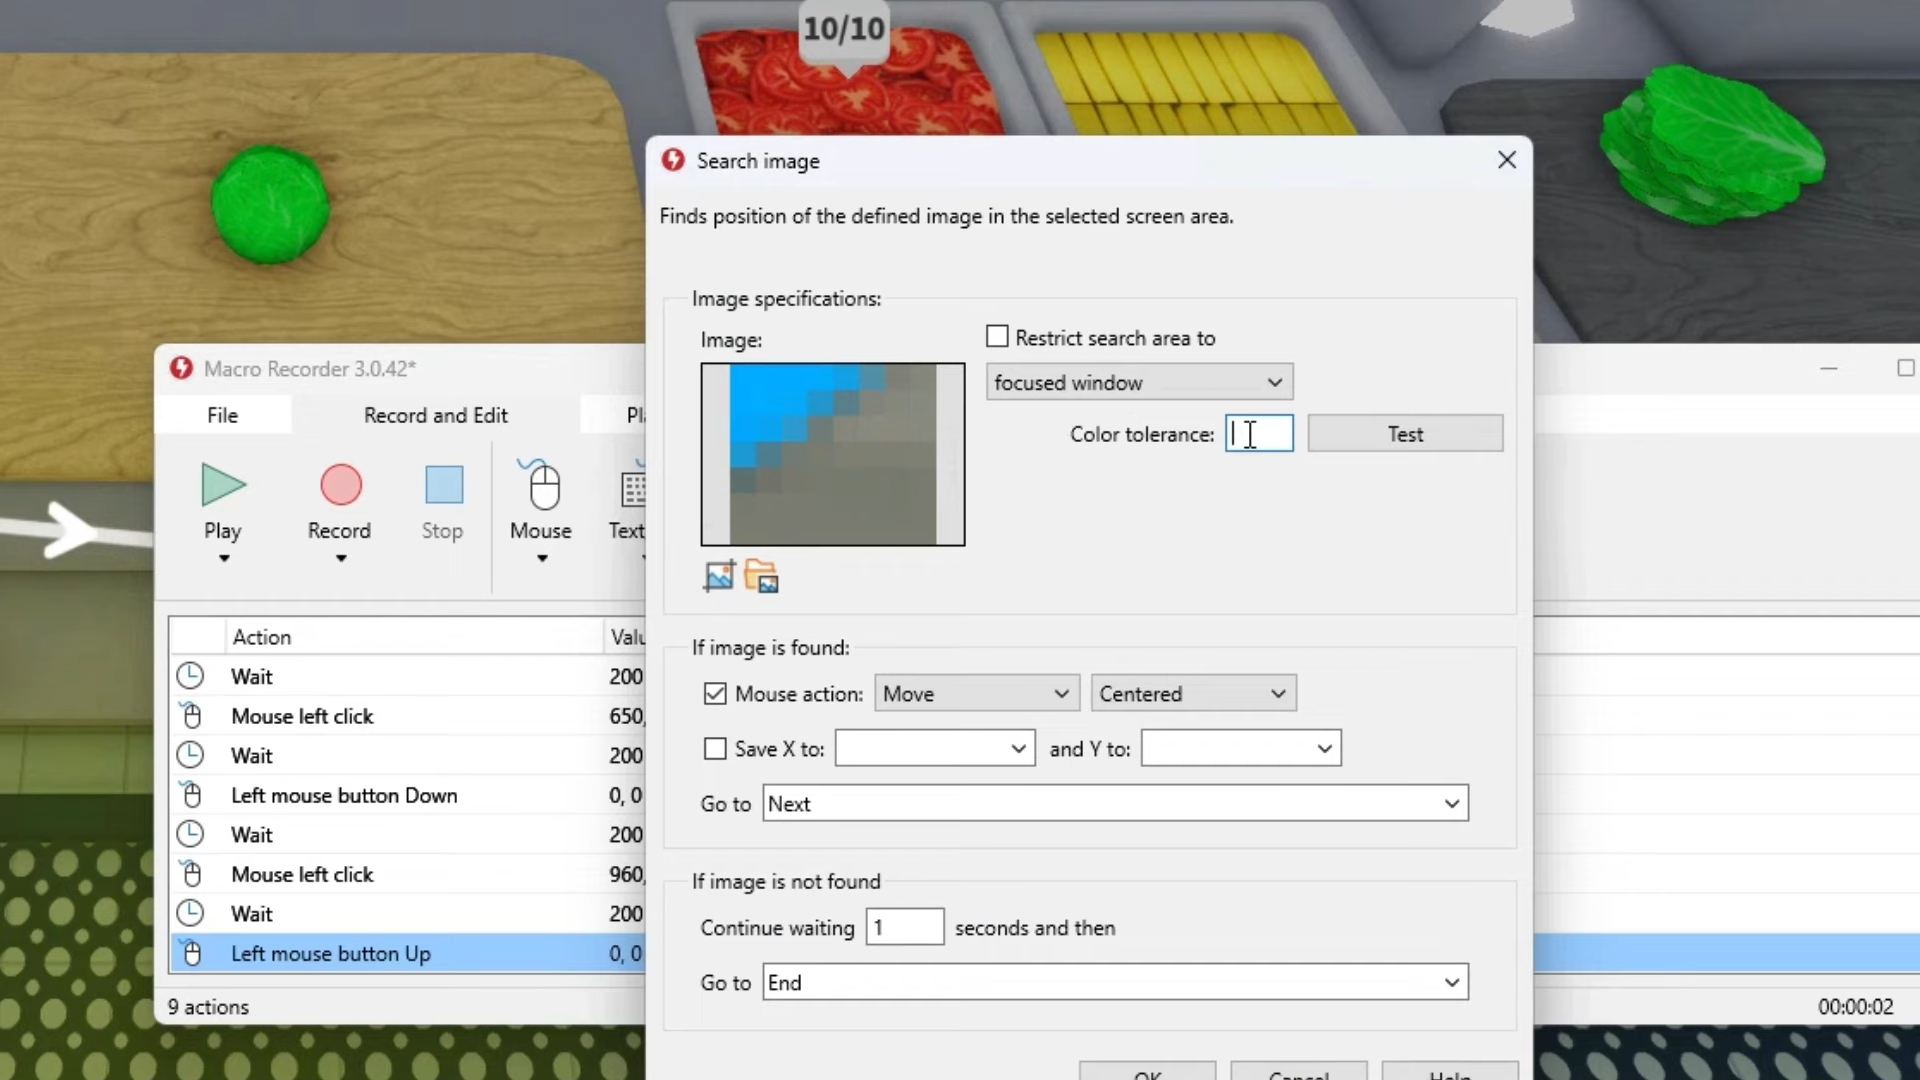 10/10
Search image
Finds position of the defined image in the selected screen area.
Image specifications:
Image:
Restrict search area to
focused window
Color tolerance:
Test
If image is found:
Mouse action: Move Centered
Save X to: and Y to:
Go to Next
If image is not found
Continue waiting 1 seconds and then
Go to End
OK Cancel Help
Macro Recorder 3.0.42*
File Record and Edit
Play Record Stop Mouse
Action
Wait 200
Mouse left click 650,
Wait 200
Left mouse button Down 0, 0
Wait 200
Mouse left click 960,
Wait 200
Left mouse button Up 0, 0
9 actions
00:00:02